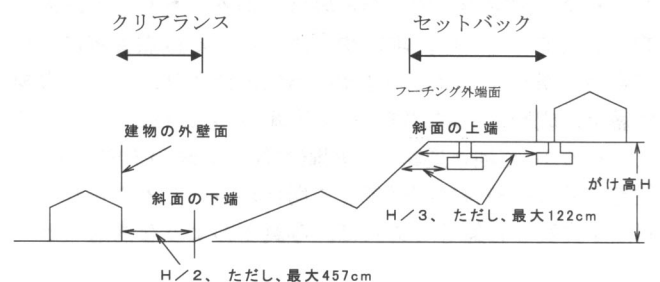 クリアランス
セットバック
フーチング外端面
建物の外壁面
斜面の上端
斜面の下端
がけ高H
H/3、 ただし、最大122cm
H/2、 ただし、最大457cm